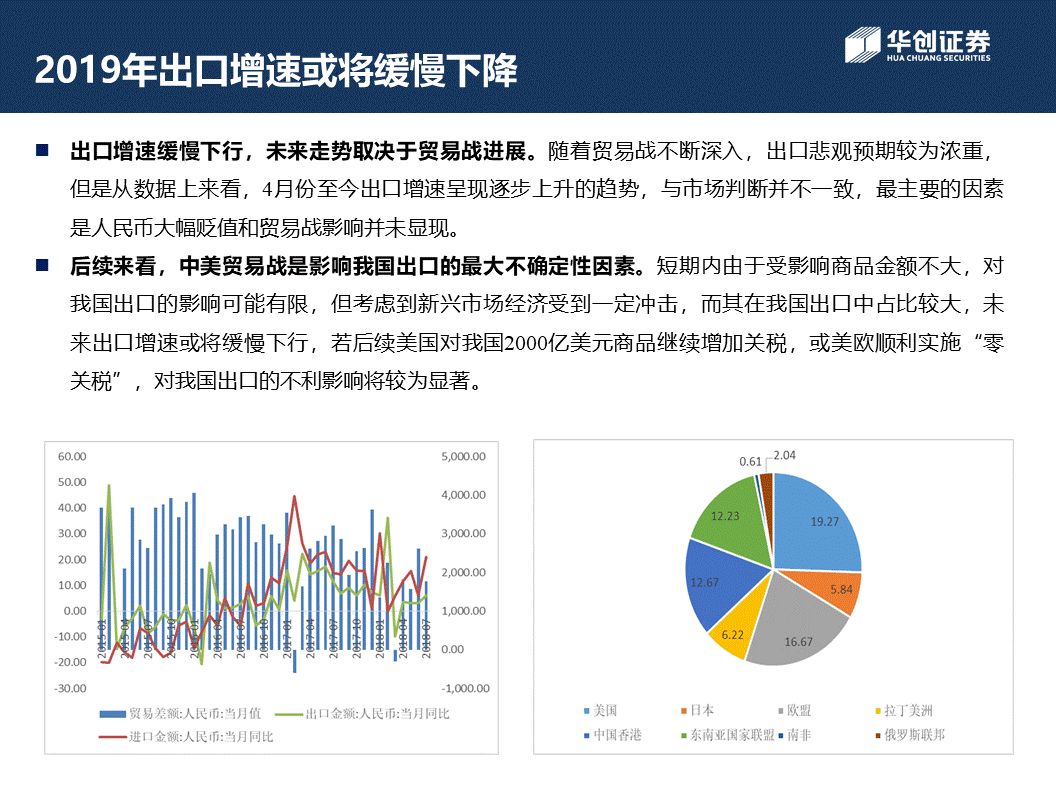 2019年出口增速或将缓慢下降
华创证券
HUA CHUANG SECURITIES
■ 出口增速缓慢下行，未来走势取决于贸易战进展。随着贸易战不断深入，出口悲观预期较为浓重，
但是从数据上来看，4月份至今出口增速呈现逐步上升的趋势，与市场判断并不一致，最主要的因素
是人民币大幅贬值和贸易战影响并未显现。
■ 后续来看，中美贸易战是影响我国出口的最大不确定性因素。短期内由于受影响商品金额不大，对
我国出口的影响可能有限，但考虑到新兴市场经济受到一定冲击，而其在我国出口中占比较大，未
来出口增速或将缓慢下行，若后续美国对我国2000亿美元商品继续增加关税，或美欧顺利实施“零
关税”，对我国出口的不利影响将较为显著。
60.00
50.00
40.00
30.00
20.00
10.00
0.00
-10.00
-20.00
-30.00
5,000.00
4,000.00
3,000.00
2,000.00
1,000.00
0.00
-1,000.00
2015-01
2015-04
2015-07
2015-10
2016-01
2016-04
2016-07
2016-10
2017-01
2017-04
2017-07
2017-10
2018-01
2018-04
2018-07
贸易差额:人民币:当月值
出口金额:人民币:当月同比
进口金额:人民币:当月同比
0.61
2.04
12.23
19.27
12.67
5.84
6.22
16.67
美国
日本
欧盟
拉丁美洲
中国香港
东南亚国家联盟
南非
俄罗斯联邦